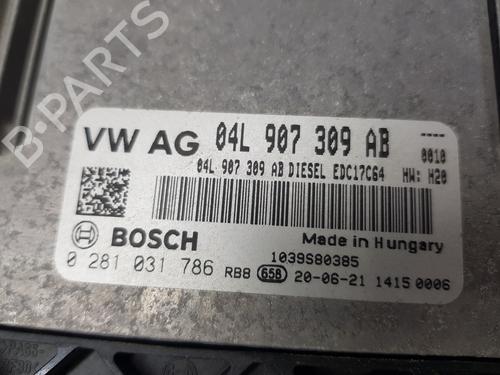 B-PARTS
VW AG 04L 907 309 AB ----
04L 907 309 AB DIESEL EDC17C64 0010
HW: H20
BOSCH Made in Hungary
1039S80385
0 281 031 786 RB8 658 20-06-21 1415 0006